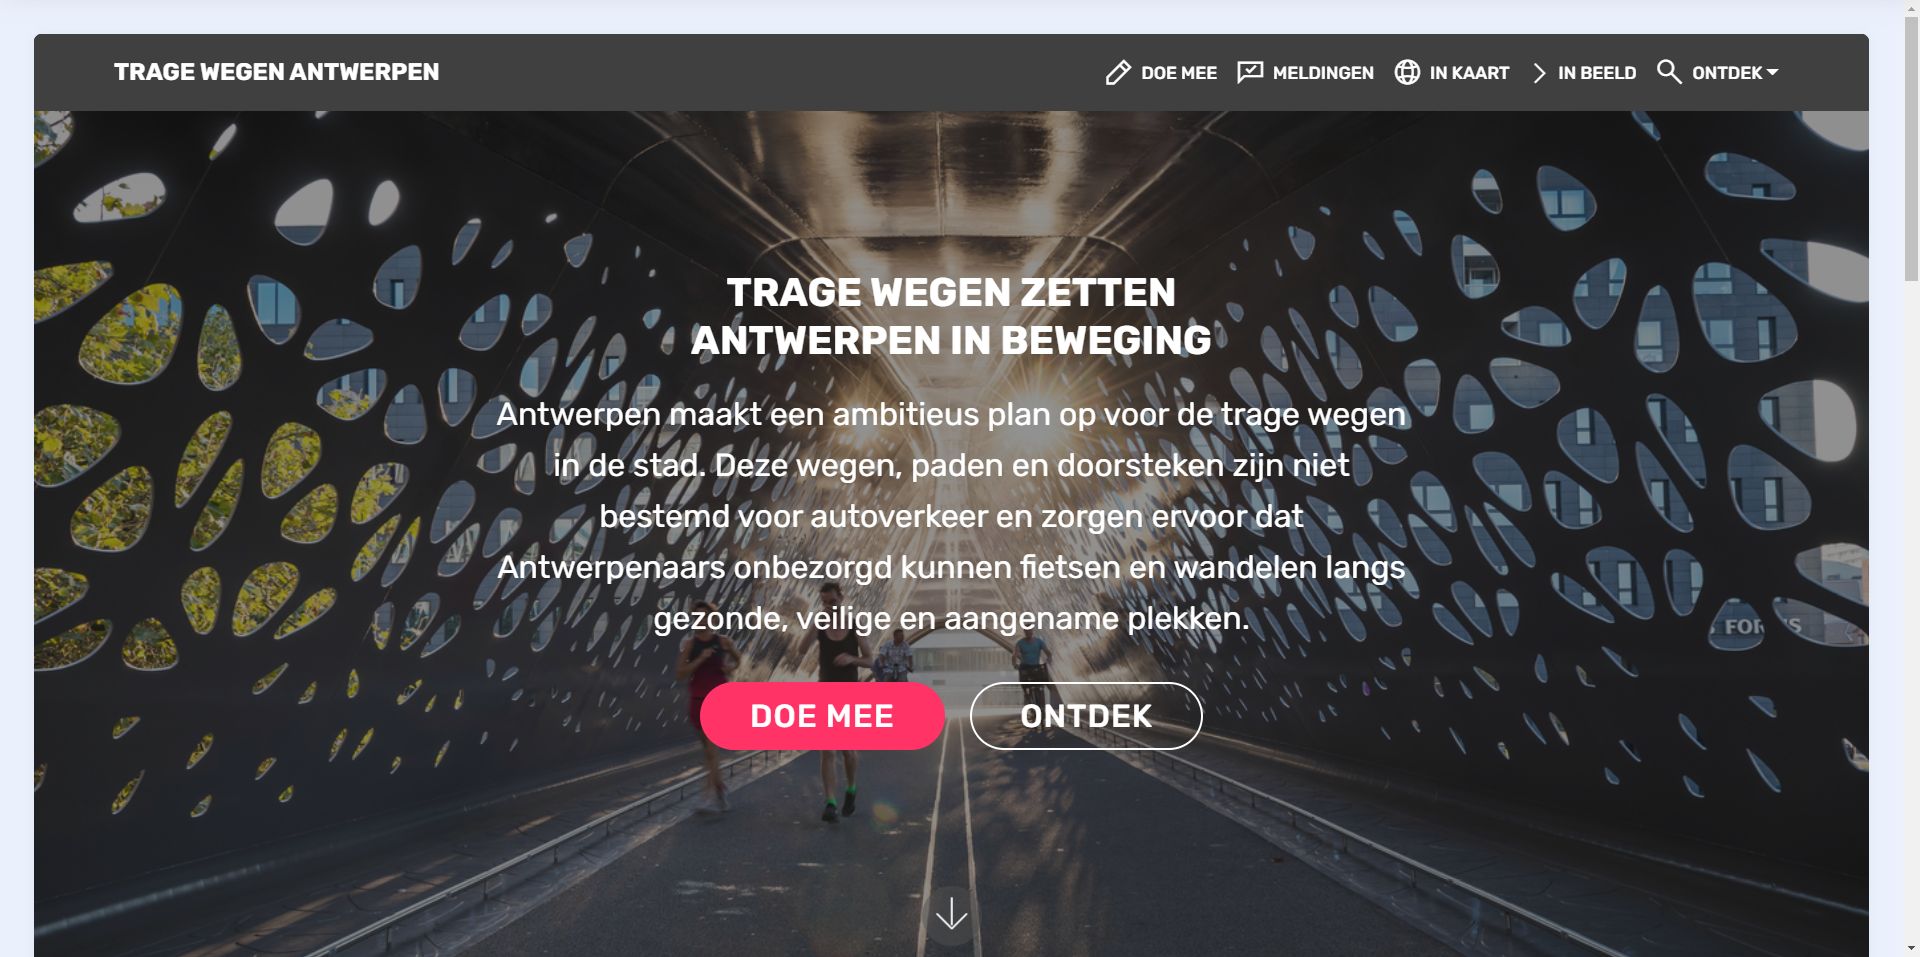 TRAGE WEGEN ANTWERPEN
DOE MEE MELDINGEN IN KAART IN BEELD ONTDEK
TRAGE WEGEN ZETTEN
ANTWERPEN IN BEWEGING
Antwerpen maakt een ambitieus plan op voor de trage wegen
in de stad. Deze wegen, paden en doorsteken zijn niet
bestemd voor autoverkeer en zorgen ervoor dat
Antwerpenaars onbezorgd kunnen fietsen en wandelen langs
gezonde, veilige en aangename plekken.
DOE MEE ONTDEK